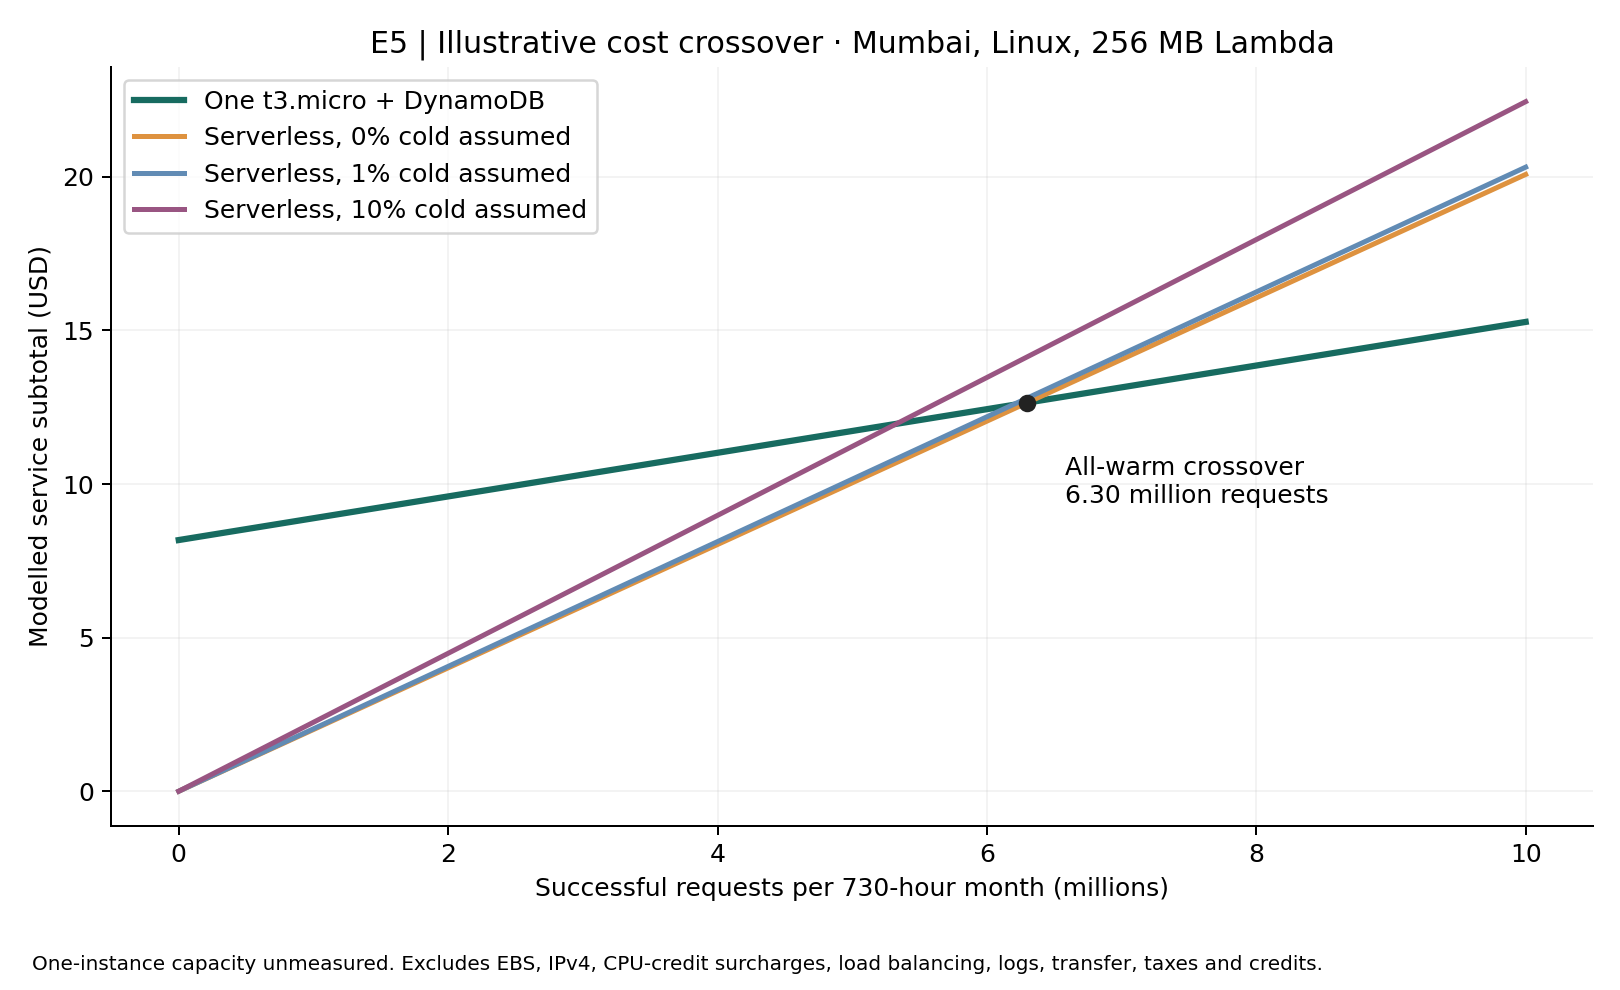 E5 | Illustrative cost crossover · Mumbai, Linux, 256 MB Lambda
One t3.micro + DynamoDB
Serverless, 0% cold assumed
Serverless, 1% cold assumed
Serverless, 10% cold assumed
Modelled service subtotal (USD)
20
15
10
5
0
All-warm crossover
6.30 million requests
0 2 4 6 8 10
Successful requests per 730-hour month (millions)
One-instance capacity unmeasured. Excludes EBS, IPv4, CPU-credit surcharges, load balancing, logs, transfer, taxes and credits.